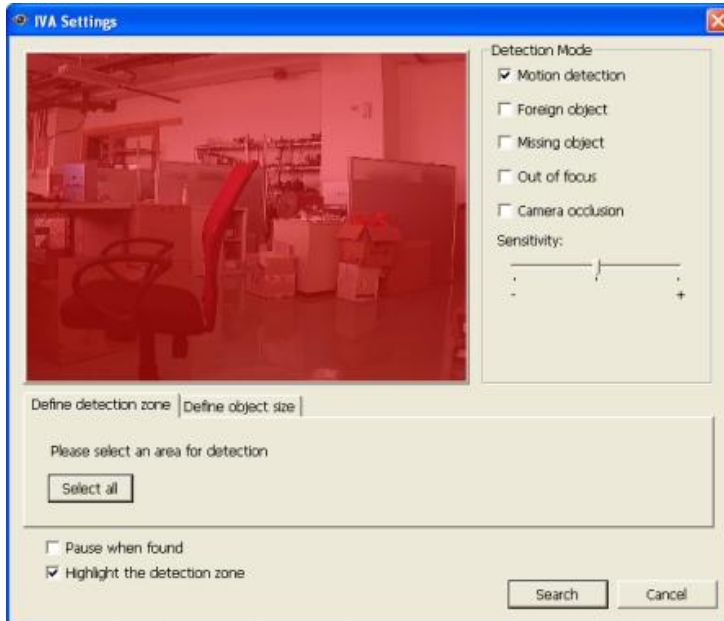 IVA Settings
Detection Mode
Motion detection
Foreign object
Missing object
Out of focus
Camera occlusion
Sensitivity:
- +
Define detection zone Define object size
Please select an area for detection
Select all
Pause when found
Highlight the detection zone
Search Cancel